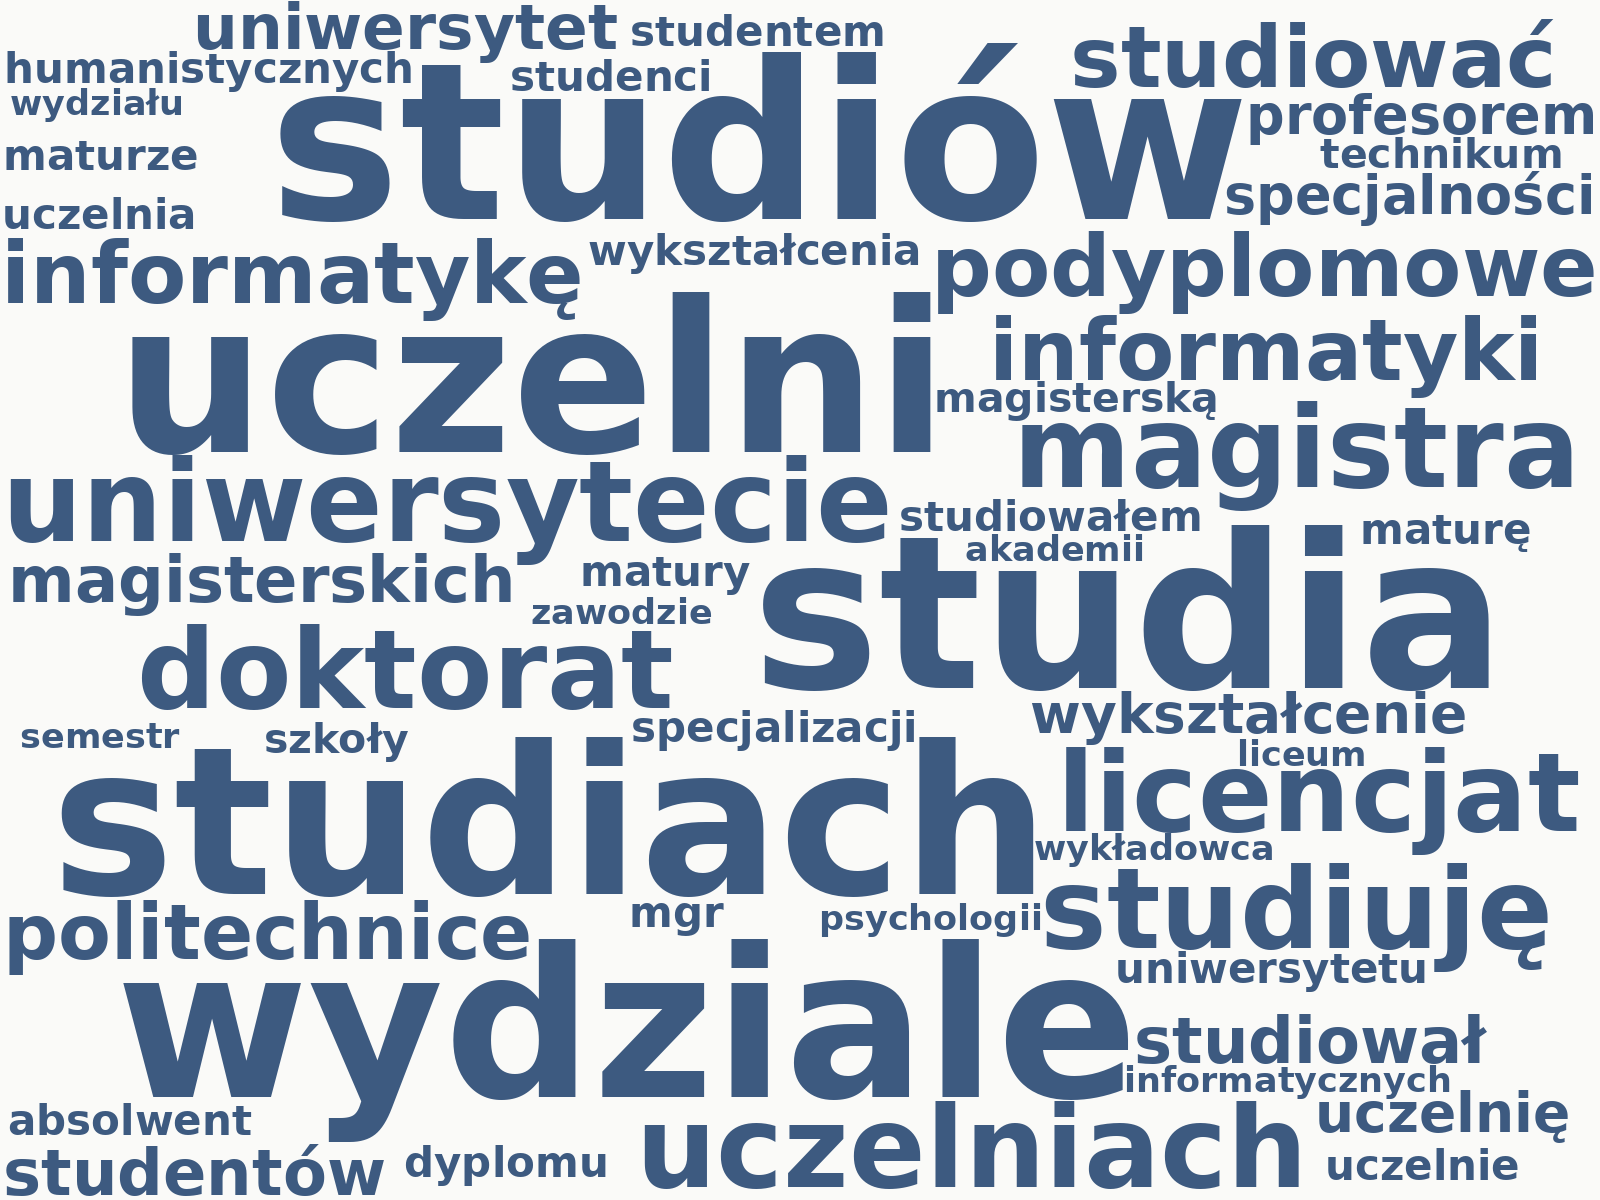 uniwersytet studentem
humanistycznych studenci studiować
wydziału studiów profesorem
maturze technikum
uczelnia specjalności
informatykę wykształcenia podyplomowe
uczelni informatyki
magisterską
magistra
uniwersytecie studiowałem maturę
akademii
magisterskich matury studia
zawodzie
doktorat
semestr szkoły specjalizacji wykształcenie
liceum
studiach licencjat
wykładowca
politechnice mgr psychologii studiuję
uniwersytetu
wydziale studiował
informatycznych
absolwent uczelniach uczelnię
studentów dyplomu uczelnie